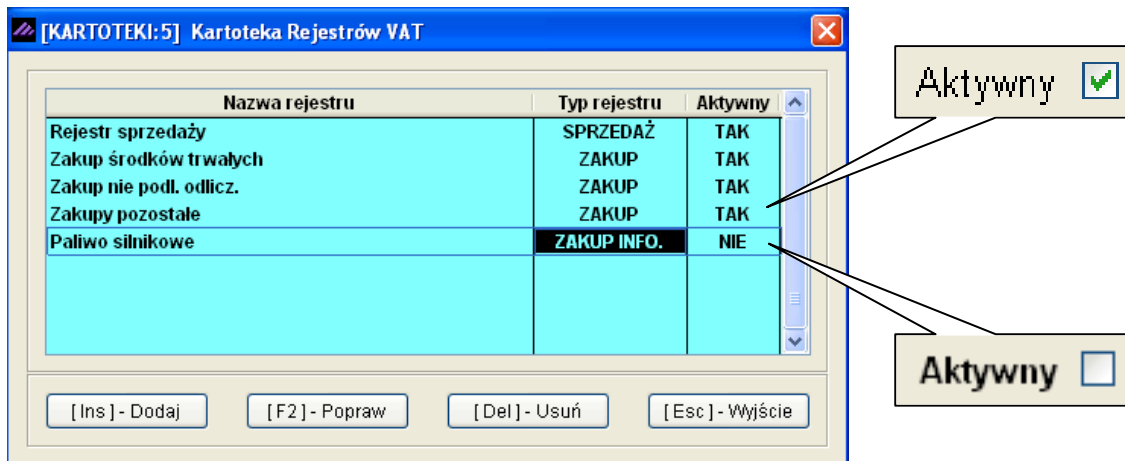 [KARTOTEKI:5] Kartoteka Rejestrów VAT
Nazwa rejestru Typ rejestru Aktywny
Rejestr sprzedaży SPRZEDAŻ TAK
Zakup środków trwałych ZAKUP TAK
Zakup nie podl. odlicz. ZAKUP TAK
Zakupy pozostałe ZAKUP TAK
Paliwo silnikowe ZAKUP INFO. NIE
[Ins]-Dodaj [F2]-Popraw [Del]-Usuń [Esc]-Wyjście
Aktywny
Aktywny